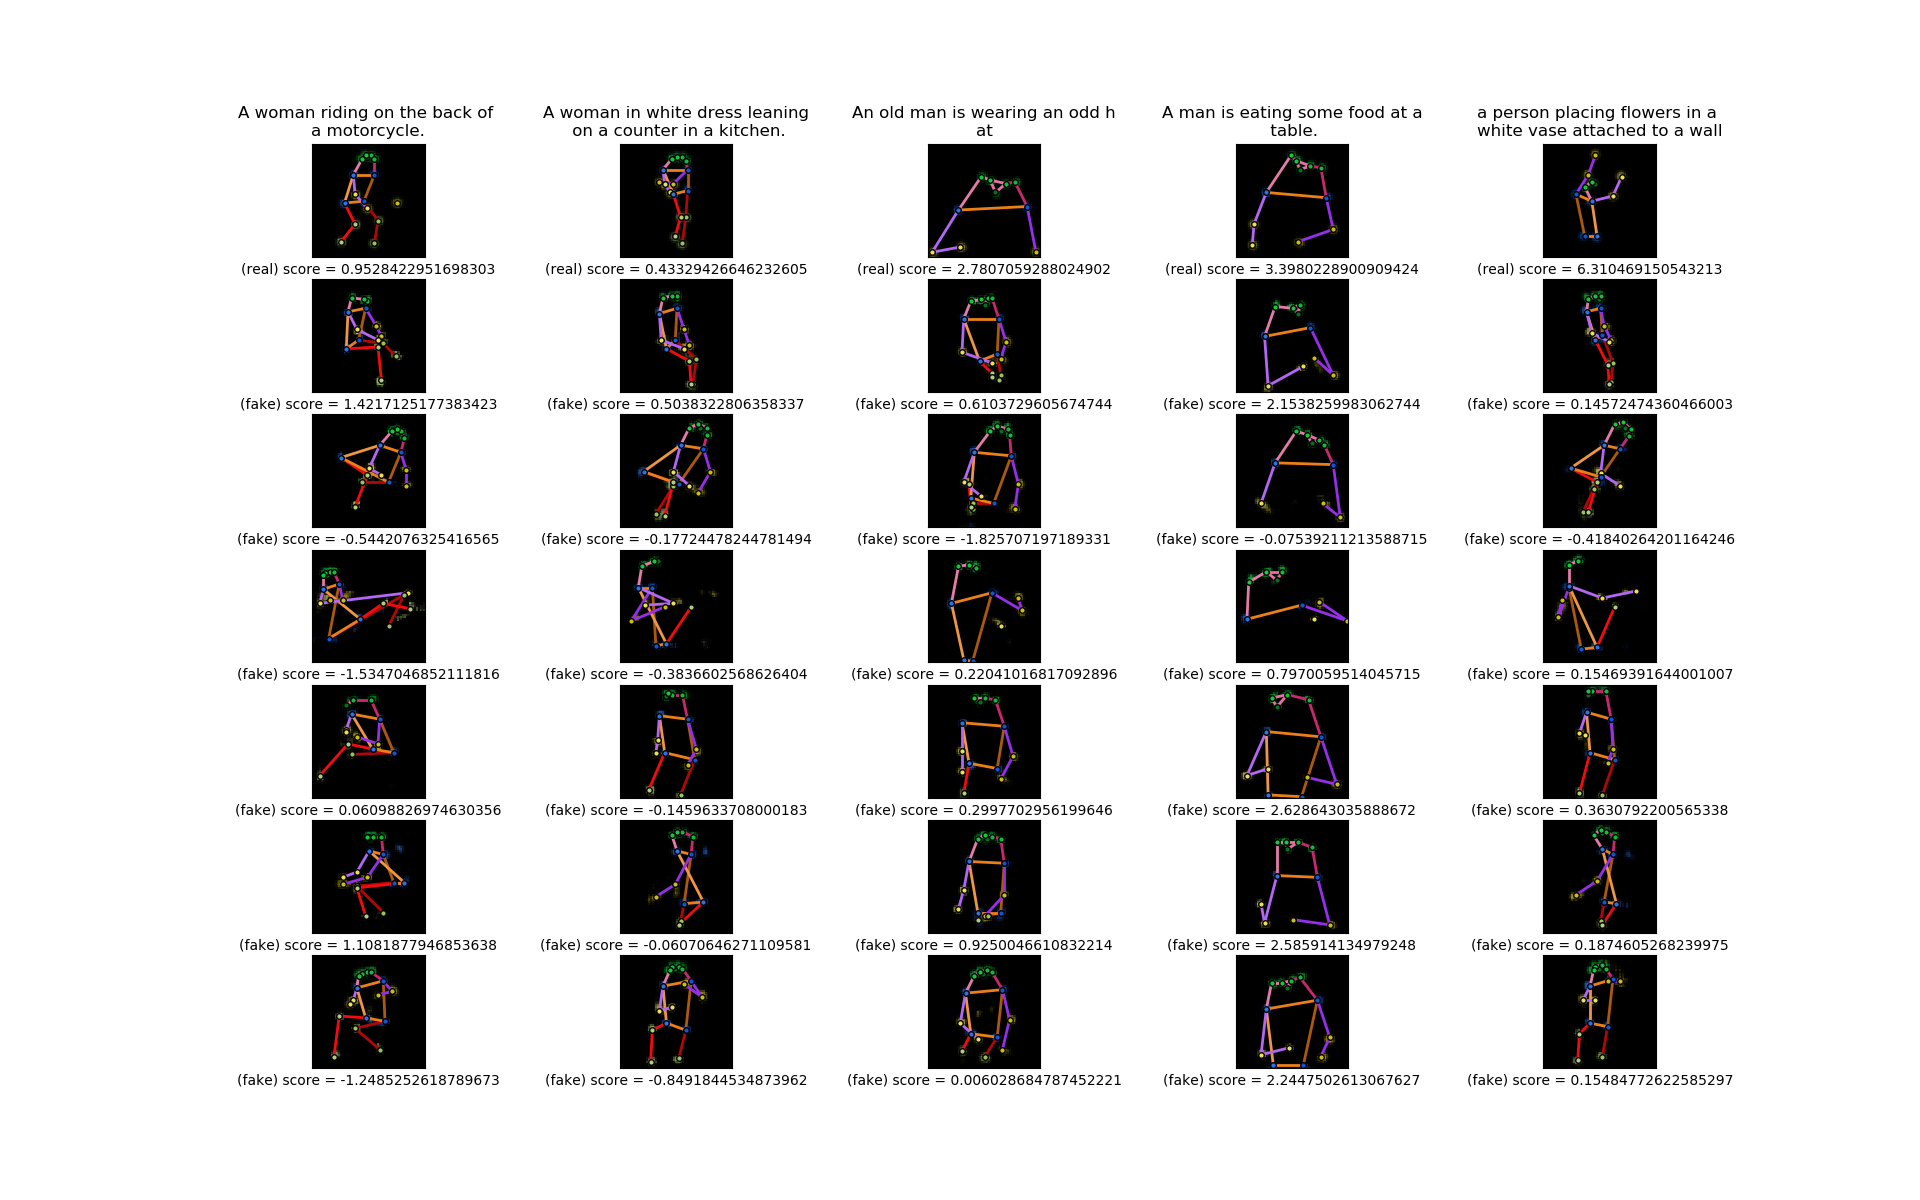 A woman riding on the back of
a motorcycle.
A woman in white dress leaning
on a counter in a kitchen.
An old man is wearing an odd h
at
A man is eating some food at a
table.
a person placing flowers in a
white vase attached to a wall
(real) score = 0.9528422951698303
(real) score = 0.43329426646232605
(real) score = 2.7807059288024902
(real) score = 3.3980228900909424
(real) score = 6.310469150543213
(fake) score = 1.4217125177383423
(fake) score = 0.5038322806358337
(fake) score = 0.6103729605674744
(fake) score = 2.1538259983062744
(fake) score = 0.14572474360466003
(fake) score = -0.5442076325416565
(fake) score = -0.17724478244781494
(fake) score = -1.825707197189331
(fake) score = -0.07539211213588715
(fake) score = -0.41840264201164246
(fake) score = -1.5347046852111816
(fake) score = -0.3836602568626404
(fake) score = 0.22041016817092896
(fake) score = 0.7970059514045715
(fake) score = 0.15469391644001007
(fake) score = 0.06098826974630356
(fake) score = -0.1459633708000183
(fake) score = 0.2997702956199646
(fake) score = 2.628643035888672
(fake) score = 0.3630792200565338
(fake) score = 1.1081877946853638
(fake) score = -0.06070646271109581
(fake) score = 0.9250046610832214
(fake) score = 2.585914134979248
(fake) score = 0.1874605268239975
(fake) score = -1.2485252618789673
(fake) score = -0.8491844534873962
(fake) score = 0.006028684787452221
(fake) score = 2.2447502613067627
(fake) score = 0.15484772622585297